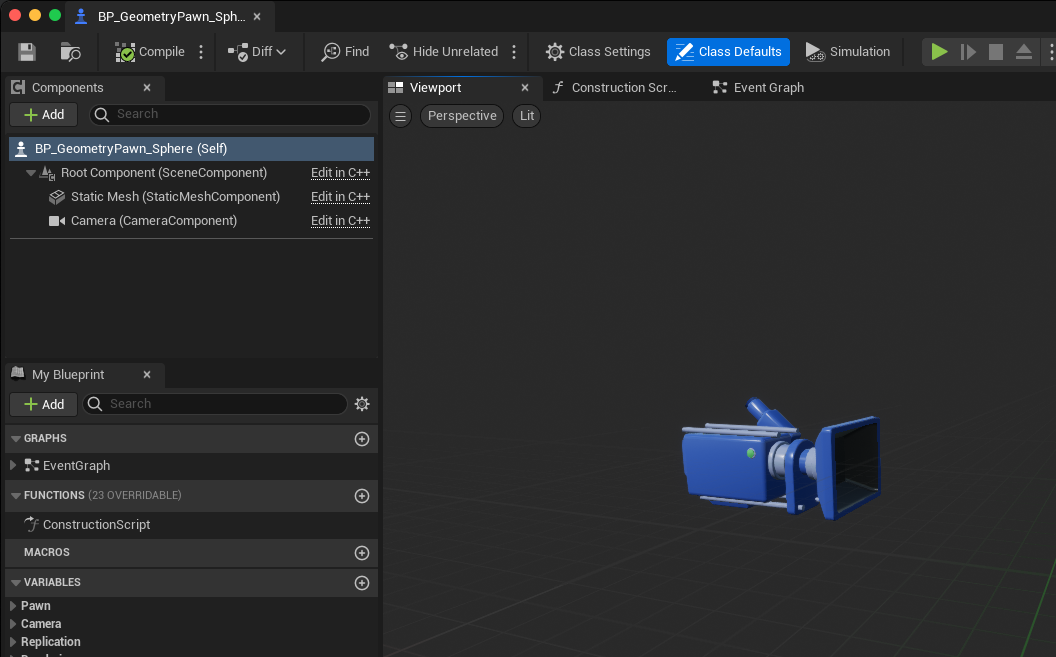 BP_GeometryPawn_Sph...
Compile
Diff
Find
Hide Unrelated
Class Settings
Class Defaults
Simulation
Components
Viewport
Construction Scr...
Event Graph
Add
Search
Perspective
Lit
BP_GeometryPawn_Sphere (Self)
Root Component (SceneComponent) Edit in C++
Static Mesh (StaticMeshComponent) Edit in C++
Camera (CameraComponent) Edit in C++
My Blueprint
Add
Search
GRAPHS
EventGraph
FUNCTIONS (23 OVERRIDABLE)
ConstructionScript
MACROS
VARIABLES
Pawn
Camera
Replication